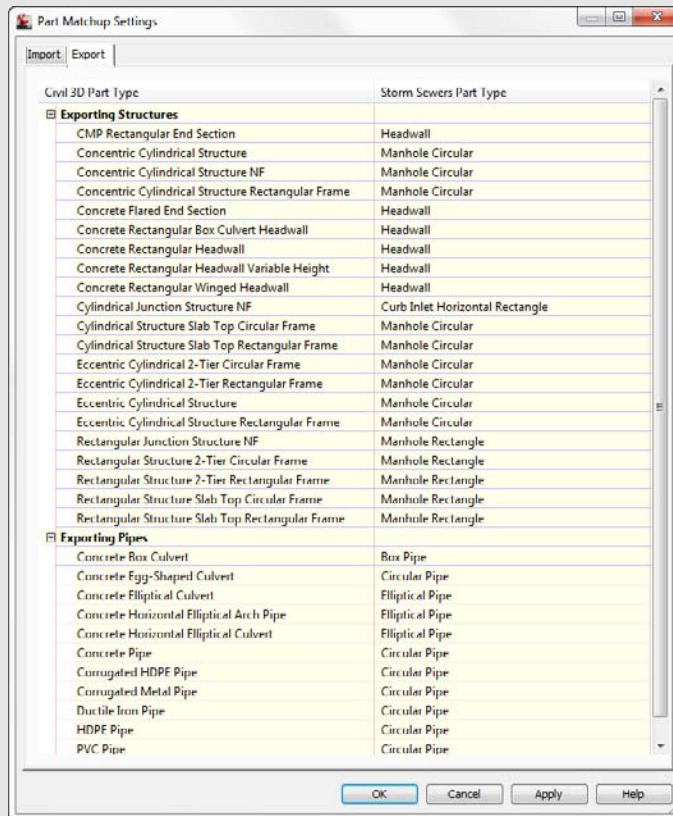 Part Matchup Settings
Import Export
Civil 3D Part Type Storm Sewers Part Type
Exporting Structures
CMP Rectangular End Section Headwall
Concentric Cylindrical Structure Manhole Circular
Concentric Cylindrical Structure NF Manhole Circular
Concentric Cylindrical Structure Rectangular Frame Manhole Circular
Concrete Flared End Section Headwall
Concrete Rectangular Box Culvert Headwall Headwall
Concrete Rectangular Headwall Headwall
Concrete Rectangular Headwall Variable Height Headwall
Concrete Rectangular Winged Headwall Headwall
Cylindrical Junction Structure NF Curb Inlet Horizontal Rectangle
Cylindrical Structure Slab Top Circular Frame Manhole Circular
Cylindrical Structure Slab Top Rectangular Frame Manhole Circular
Eccentric Cylindrical 2-Tier Circular Frame Manhole Circular
Eccentric Cylindrical 2-Tier Rectangular Frame Manhole Circular
Eccentric Cylindrical Structure Manhole Circular
Eccentric Cylindrical Structure Rectangular Frame Manhole Circular
Rectangular Junction Structure NF Manhole Rectangle
Rectangular Structure 2-Tier Circular Frame Manhole Rectangle
Rectangular Structure 2-Tier Rectangular Frame Manhole Rectangle
Rectangular Structure Slab Top Circular Frame Manhole Rectangle
Rectangular Structure Slab Top Rectangular Frame Manhole Rectangle
Exporting Pipes
Concrete Box Culvert Box Pipe
Concrete Egg-Shaped Culvert Circular Pipe
Concrete Elliptical Culvert Elliptical Pipe
Concrete Horizontal Elliptical Arch Pipe Elliptical Pipe
Concrete Horizontal Elliptical Culvert Elliptical Pipe
Concrete Pipe Circular Pipe
Corrugated HDPE Pipe Circular Pipe
Corrugated Metal Pipe Circular Pipe
Ductile Iron Pipe Circular Pipe
HDPE Pipe Circular Pipe
PVC Pipe Circular Pipe
OK Cancel Apply Help